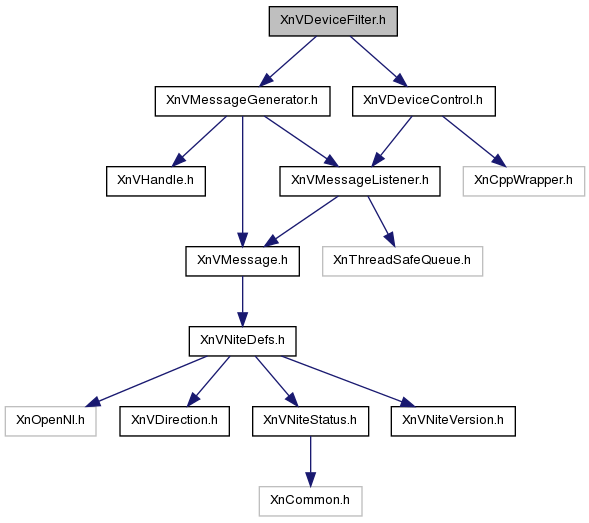 XnVDeviceFilter.h
XnVMessageGenerator.h
XnVDeviceControl.h
XnVHandle.h
XnVMessageListener.h
XnCppWrapper.h
XnVMessage.h
XnThreadSafeQueue.h
XnVNiteDefs.h
XnOpenNI.h
XnVDirection.h
XnVNiteStatus.h
XnVNiteVersion.h
XnCommon.h